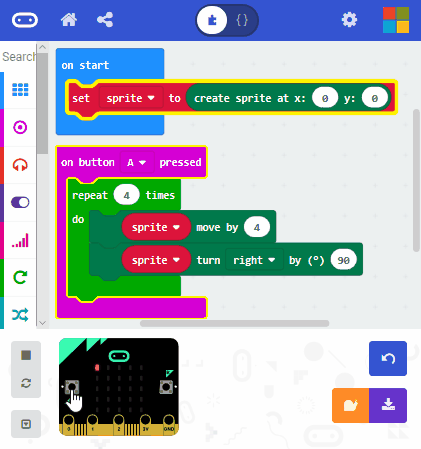 {}
Search
on start
set sprite to create sprite at x: 0 y: 0
on button A pressed
repeat 4 times
do
sprite move by 4
sprite turn right by (°) 90
0 1 2 3V GND